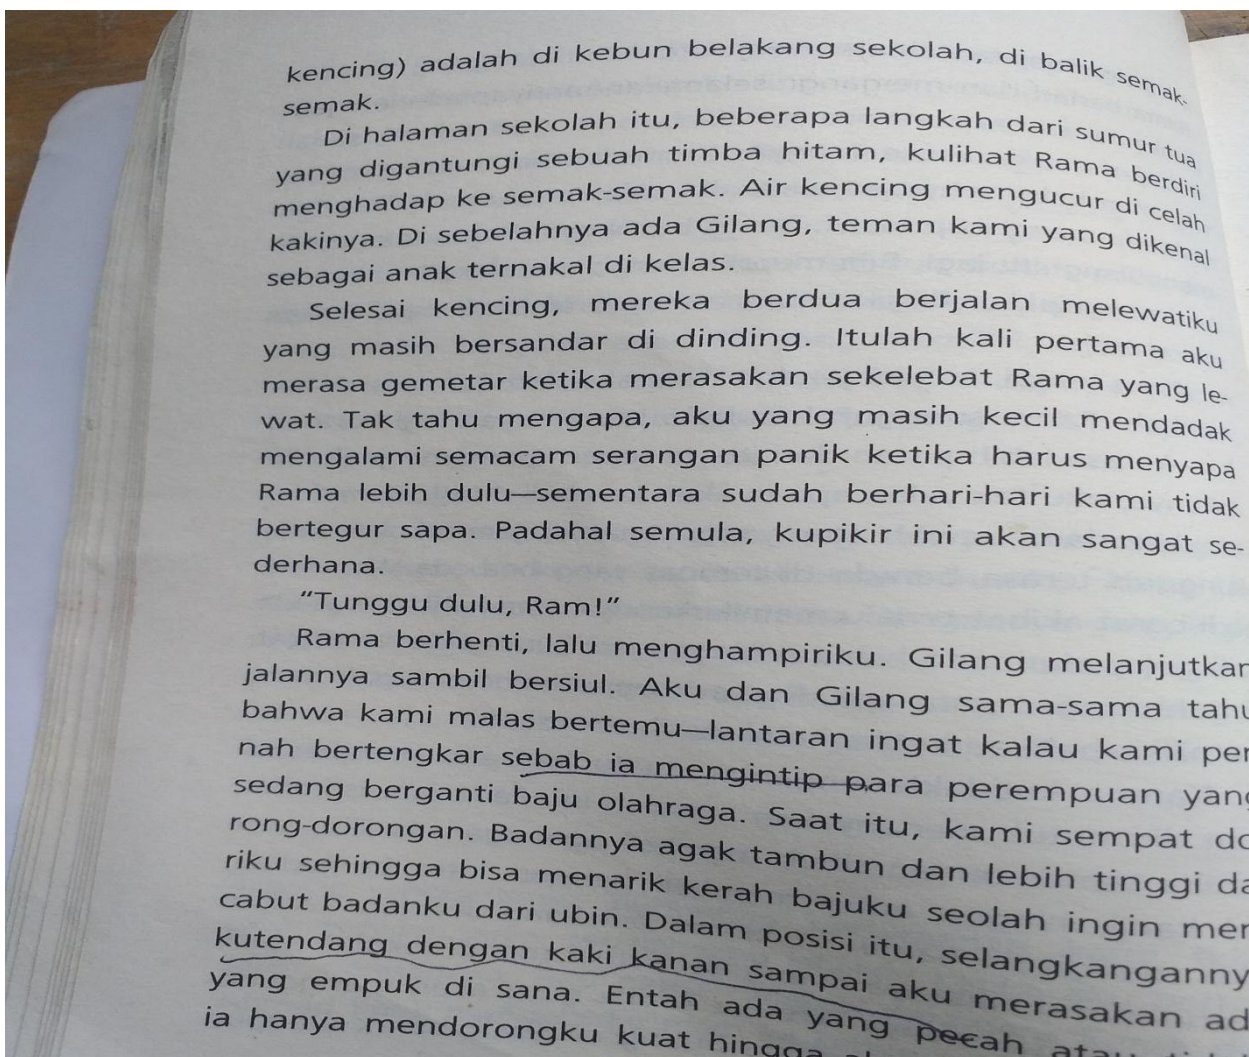 kencing) adalah di kebun belakang sekolah, di balik semak-
semak.
Di halaman sekolah itu, beberapa langkah dari sumur tua
yang digantungi sebuah timba hitam, kulihat Rama berdiri
menghadap ke semak-semak. Air kencing mengucur di celah
kakinya. Di sebelahnya ada Gilang, teman kami yang dikenal
sebagai anak ternakal di kelas.
Selesai kencing, mereka berdua berjalan melewatiku
yang masih bersandar di dinding. Itulah kali pertama aku
merasa gemetar ketika merasakan sekelebat Rama yang le-
wat. Tak tahu mengapa, aku yang masih kecil mendadak
mengalami semacam serangan panik ketika harus menyapa
Rama lebih dulu—sementara sudah berhari-hari kami tidak
bertegur sapa. Padahal semula, kupikir ini akan sangat se-
derhana.
“Tunggu dulu, Ram!”
Rama berhenti, lalu menghampiriku. Gilang melanjutkan
jalannya sambil bersiul. Aku dan Gilang sama-sama tahu
bahwa kami malas bertemu—lantaran ingat kalau kami per
nah bertengkar sebab ia mengintip para perempuan yang
sedang berganti baju olahraga. Saat itu, kami sempat do
rong-dorongan. Badannya agak tambun dan lebih tinggi da
riku sehingga bisa menarik kerah bajuku seolah ingin men
cabut badanku dari ubin. Dalam posisi itu, selangkanganny
kutendang dengan kaki kanan sampai aku merasakan ad
yang empuk di sana. Entah ada yang pecah atau
ia hanya mendorongku kuat hingga